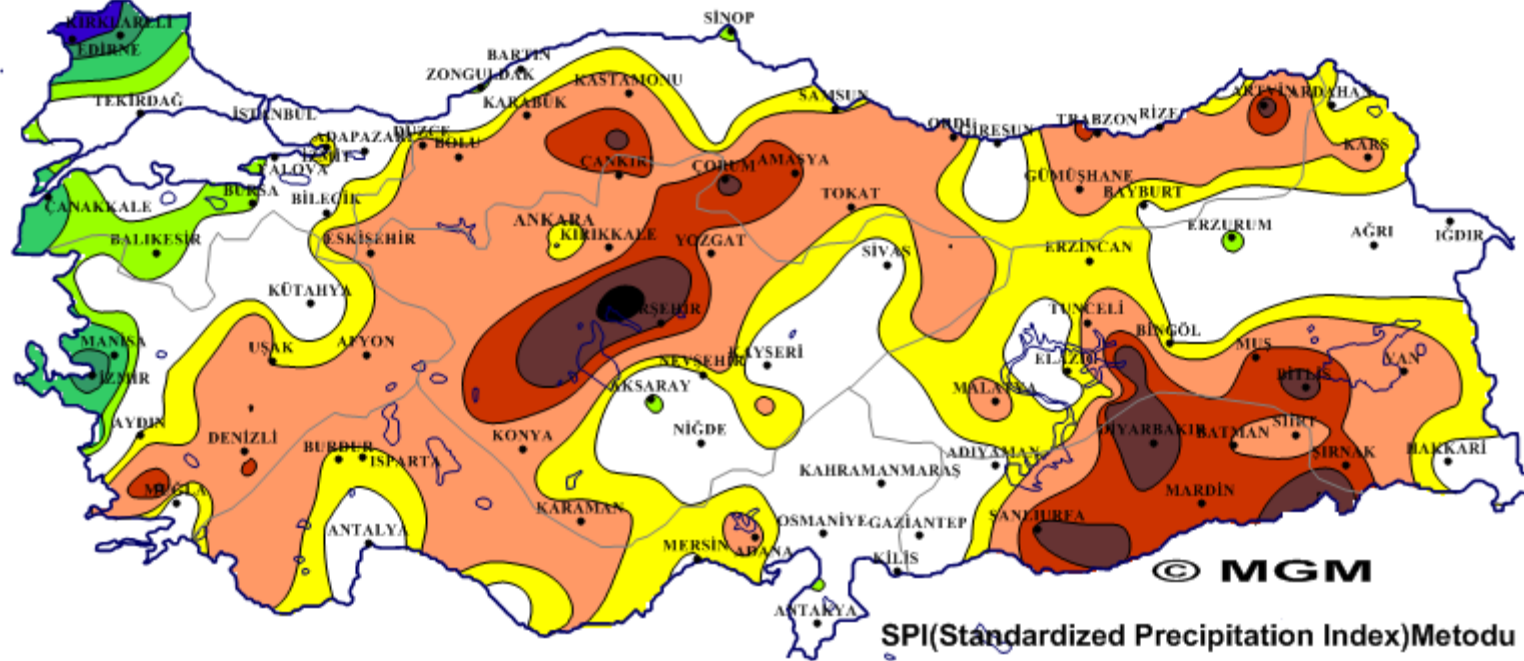 SİNOP
KIRKLARELİ
EDİRNE
BARTIN
ZONGULDAK
KASTAMONU
TEKİRDAĞ
KARABÜK
SAMSUN
ARTVİN
ARDAHAN
İSTANBUL
ADAPAZARI
DÜZCE
BOLU
ORDU
GİRESUN
TRABZON
RİZE
KARS
İZMİT
YALOVA
ÇANKIRI
ÇORUM
AMASYA
GÜMÜŞHANE
BAYBURT
BURSA
BİLECİK
TOKAT
ÇANAKKALE
ANKARA
ERZURUM
AĞRI
IĞDIR
BALIKESİR
ESKİŞEHİR
KIRIKKALE
YOZGAT
SİVAS
ERZİNCAN
KÜTAHYA
RŞEHİR
TUNCELİ
BİNGÖL
MANİSA
UŞAK
AFYON
NEVŞEHİR
KAYSERİ
ELAZIĞ
MUŞ
VAN
İZMİR
AKSARAY
MALATYA
BİTLİS
AYDIN
DENİZLİ
BURDUR
ISPARTA
KONYA
NİĞDE
DİYARBAKIR
BATMAN
SİİRT
ADIYAMAN
KAHRAMANMARAŞ
ŞIRNAK
HAKKARİ
MUĞLA
KARAMAN
MARDİN
ANTALYA
OSMANİYE
GAZİANTEP
ŞANLIURFA
MERSİN
ADANA
KİLİS
© MGM
ANTAKYA
SPI(Standardized Precipitation Index)Metodu